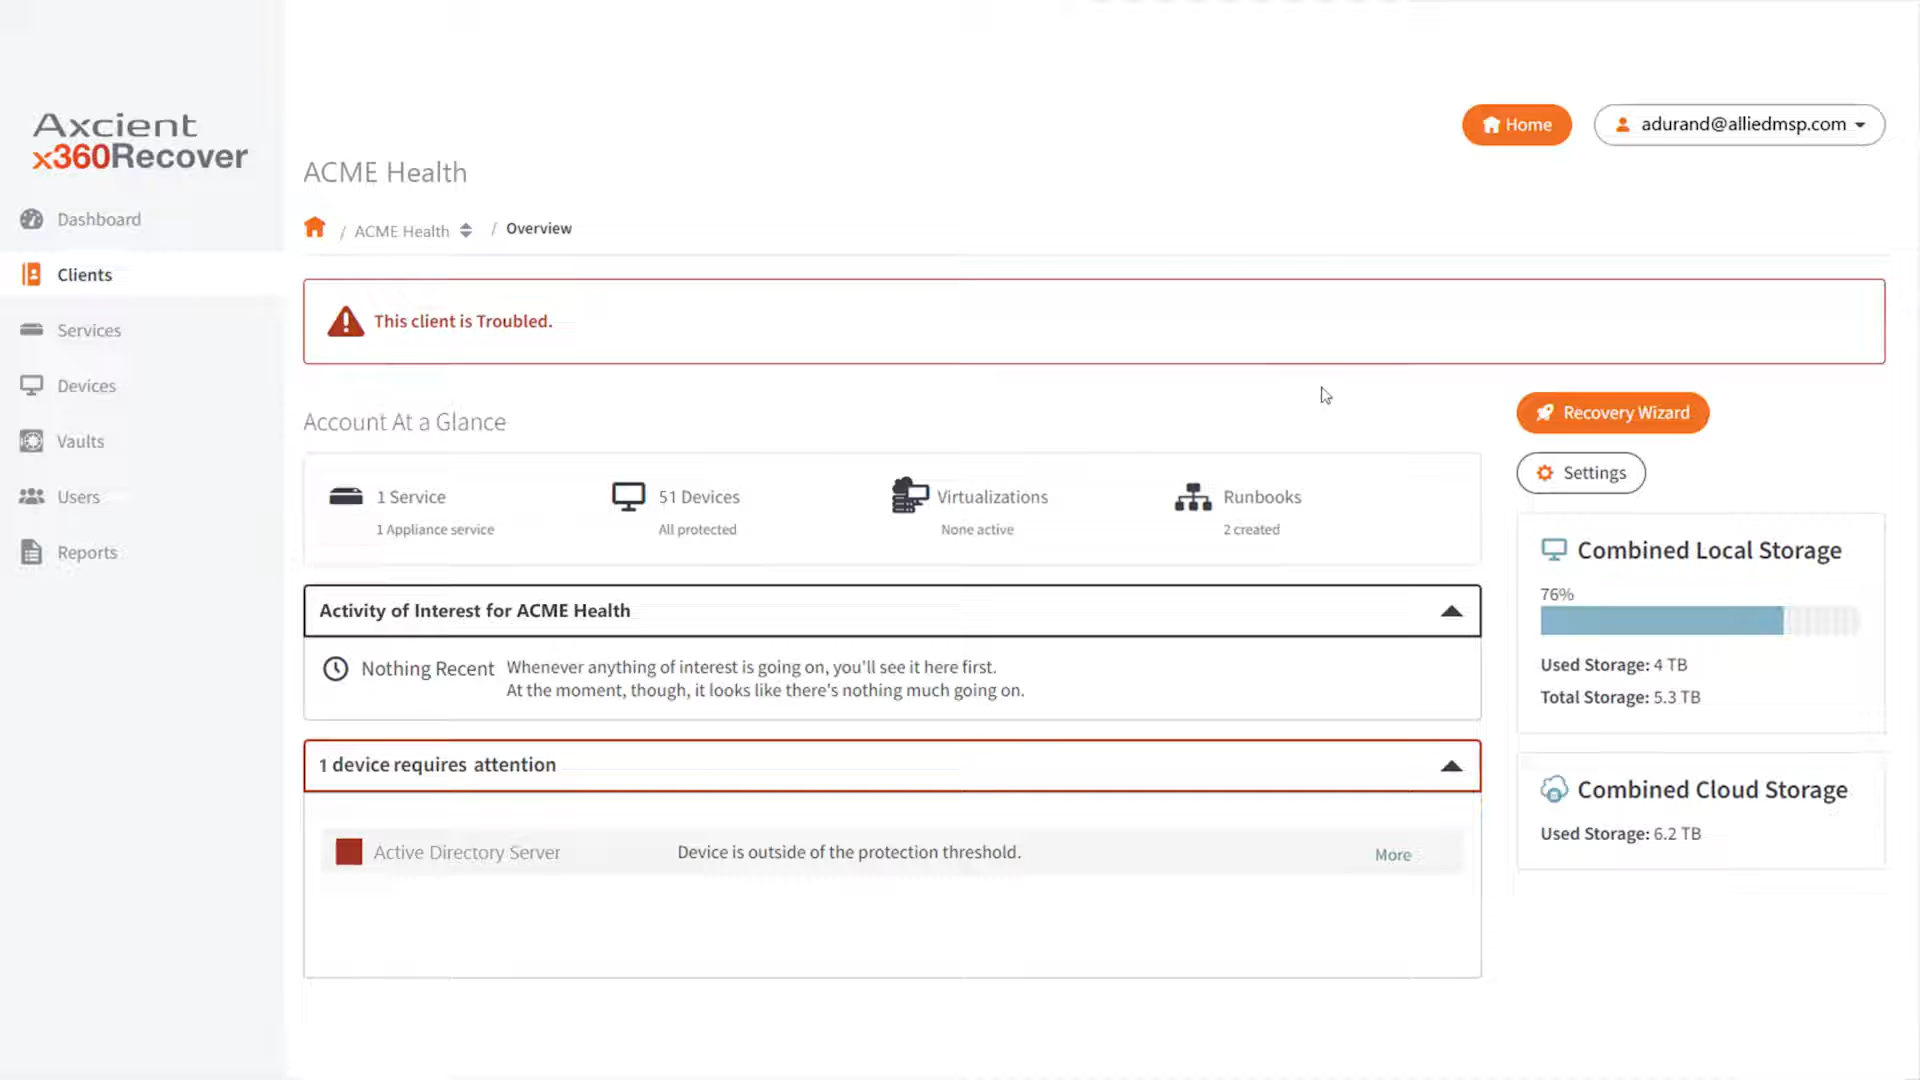 Axcient
x360Recover
Dashboard
Clients
Services
Devices
Vaults
Users
Reports
Home
adurand@alliedmsp.com
ACME Health
/ ACME Health / Overview
This client is Troubled.
Account At a Glance
1 Service
1 Appliance service
51 Devices
All protected
Virtualizations
None active
Runbooks
2 created
Activity of Interest for ACME Health
Nothing Recent
Whenever anything of interest is going on, you'll see it here first.
At the moment, though, it looks like there's nothing much going on.
1 device requires attention
Active Directory Server Device is outside of the protection threshold. More
Recovery Wizard
Settings
Combined Local Storage
76%
Used Storage: 4 TB
Total Storage: 5.3 TB
Combined Cloud Storage
Used Storage: 6.2 TB